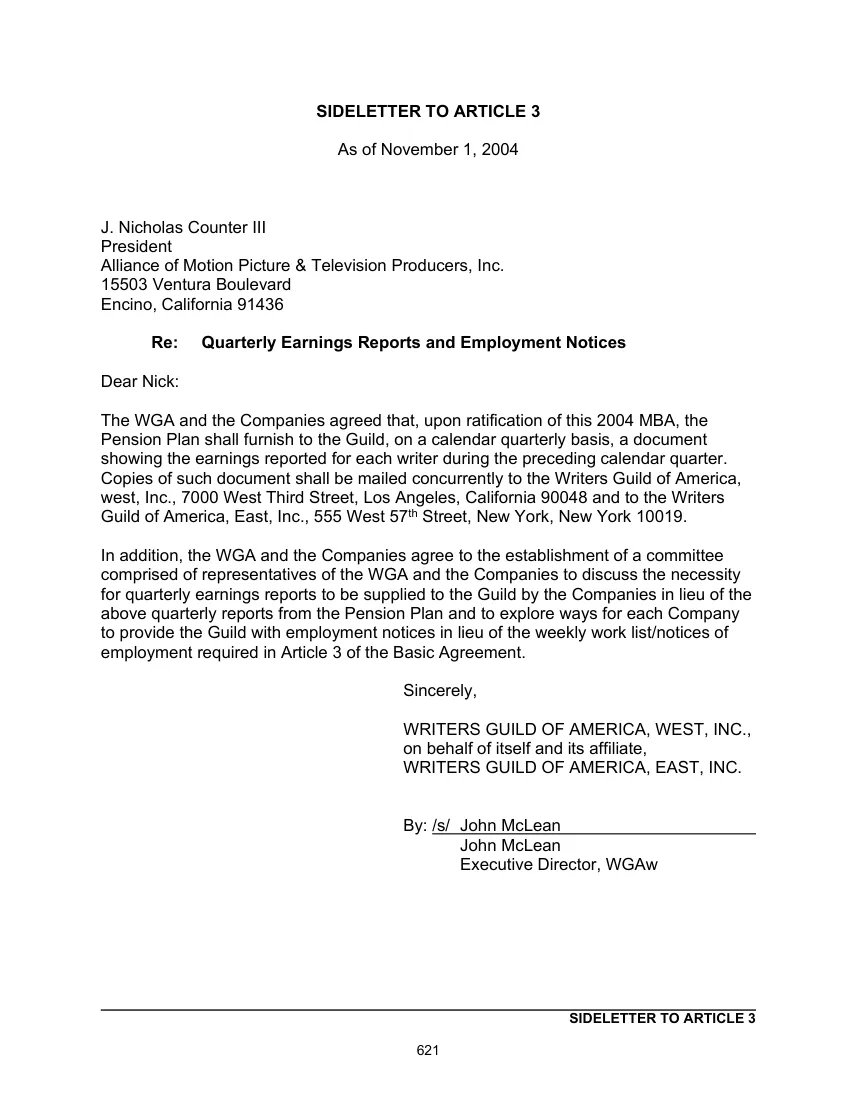 SIDELETTER TO ARTICLE 3
As of November 1, 2004
J. Nicholas Counter III
President
Alliance of Motion Picture & Television Producers, Inc.
15503 Ventura Boulevard
Encino, California 91436
Re: Quarterly Earnings Reports and Employment Notices
Dear Nick:
The WGA and the Companies agreed that, upon ratification of this 2004 MBA, the
Pension Plan shall furnish to the Guild, on a calendar quarterly basis, a document
showing the earnings reported for each writer during the preceding calendar quarter.
Copies of such document shall be mailed concurrently to the Writers Guild of America,
west, Inc., 7000 West Third Street, Los Angeles, California 90048 and to the Writers
Guild of America, East, Inc., 555 West 57th Street, New York, New York 10019.
In addition, the WGA and the Companies agree to the establishment of a committee
comprised of representatives of the WGA and the Companies to discuss the necessity
for quarterly earnings reports to be supplied to the Guild by the Companies in lieu of the
above quarterly reports from the Pension Plan and to explore ways for each Company
to provide the Guild with employment notices in lieu of the weekly work list/notices of
employment required in Article 3 of the Basic Agreement.
Sincerely,
WRITERS GUILD OF AMERICA, WEST, INC.,
on behalf of itself and its affiliate,
WRITERS GUILD OF AMERICA, EAST, INC.
By: /s/ John McLean
John McLean
Executive Director, WGAw
SIDELETTER TO ARTICLE 3
621